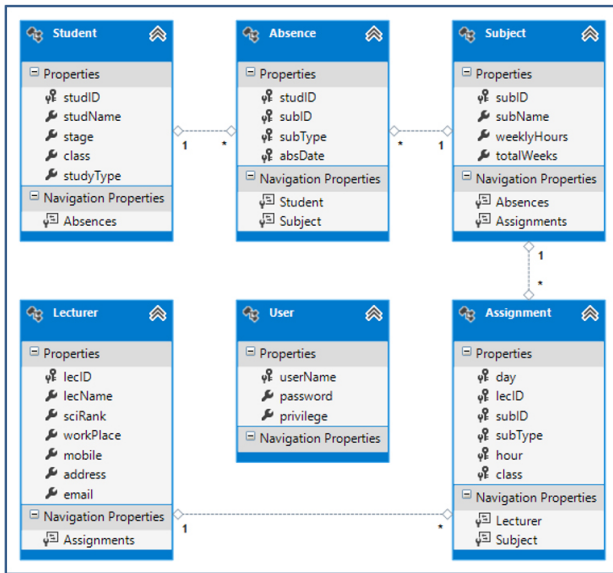 Student
Properties
studID
studName
stage
class
studyType
Navigation Properties
Absences
Absence
Properties
studID
subID
subType
absDate
Navigation Properties
Student
Subject
Subject
Properties
subID
subName
weeklyHours
totalWeeks
Navigation Properties
Absences
Assignments
1
*
*
1
1
*
Lecturer
Properties
lecID
lecName
sciRank
workPlace
mobile
address
email
Navigation Properties
Assignments
User
Properties
userName
password
privilege
Navigation Properties
Assignment
Properties
day
lecID
subID
subType
hour
class
Navigation Properties
Lecturer
Subject
1
*